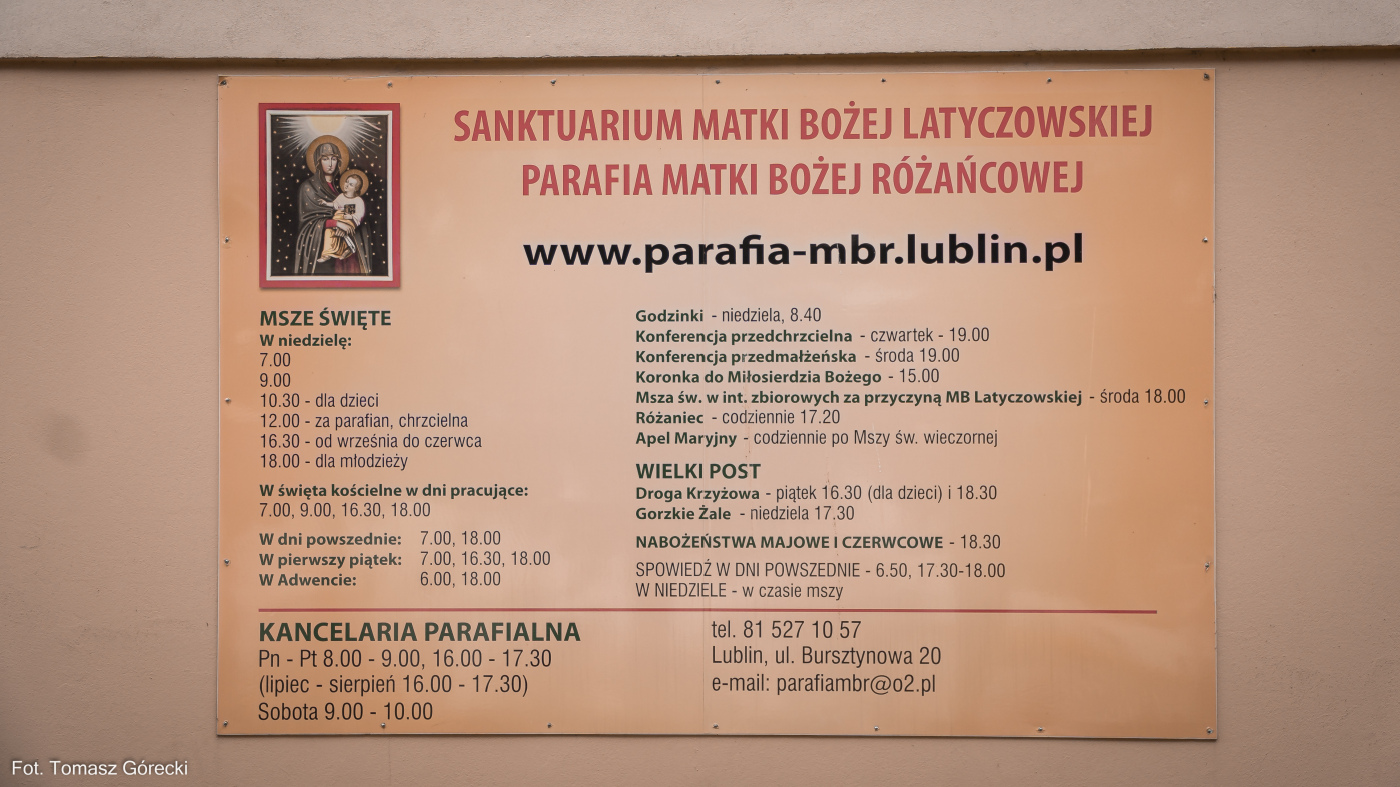 SANKTUARIUM MATKI BOŻEJ LATYCZOWSKIEJ
PARAFIA MATKI BOŻEJ RÓŻAŃCOWEJ
www.parafia-mbr.lublin.pl
MSZE ŚWIĘTE
W niedzielę:
7.00
9.00
10.30 - dla dzieci
12.00 - za parafian, chrzcielna
16.30 - od września do czerwca
18.00 - dla młodzieży
W święta kościelne w dni pracujące:
7.00, 9.00, 16.30, 18.00
W dni powszednie: 7.00, 18.00
W pierwszy piątek: 7.00, 16.30, 18.00
W Adwencie: 6.00, 18.00
Godzinki - niedziela, 8.40
Konferencja przedchrzcielna - czwartek - 19.00
Konferencja przedmałżeńska - środa 19.00
Koronka do Miłosierdzia Bożego - 15.00
Msza św. w int. zbiorowych za przyczyną MB Latyczowskiej - środa 18.00
Różaniec - codziennie 17.20
Apel Maryjny - codziennie po Mszy św. wieczornej
WIELKI POST
Droga Krzyżowa - piątek 16.30 (dla dzieci) i 18.30
Gorzkie Żale - niedziela 17.30
NABOŻEŃSTWA MAJOWE I CZERWCOWE - 18.30
SPOWIEDŹ W DNI POWSZEDNIE - 6.50, 17.30-18.00
W NIEDZIELE - w czasie mszy
KANCELARIA PARAFIALNA
Pn - Pt 8.00 - 9.00, 16.00 - 17.30
(lipiec - sierpień 16.00 - 17.30)
Sobota 9.00 - 10.00
tel. 81 527 10 57
Lublin, ul. Bursztynowa 20
e-mail: parafiambr@o2.pl
Fot. Tomasz Górecki